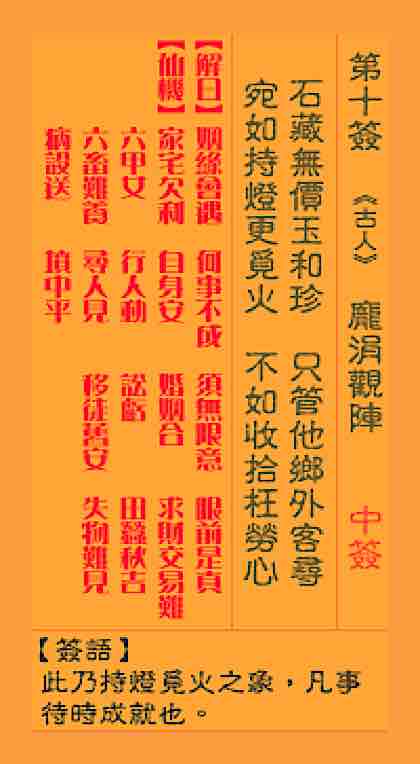 第十簽 《古人》 龐涓觀陣 中簽
石藏無價玉和珍 只管他鄉外客尋
宛如持燈更覓火 不如收拾枉勞心
【解曰】 姻緣會遇 何事不成 須無限意 眼前是真
【仙機】 家宅欠利 自身安 婚姻合 求財交易難
六甲女 行人動 訟虧 田蠶秋吉
六畜難養 尋人見 移徒舊安 失物難見
病設送 墳中平
【簽語】
此乃持燈覓火之象，凡事
待時成就也。